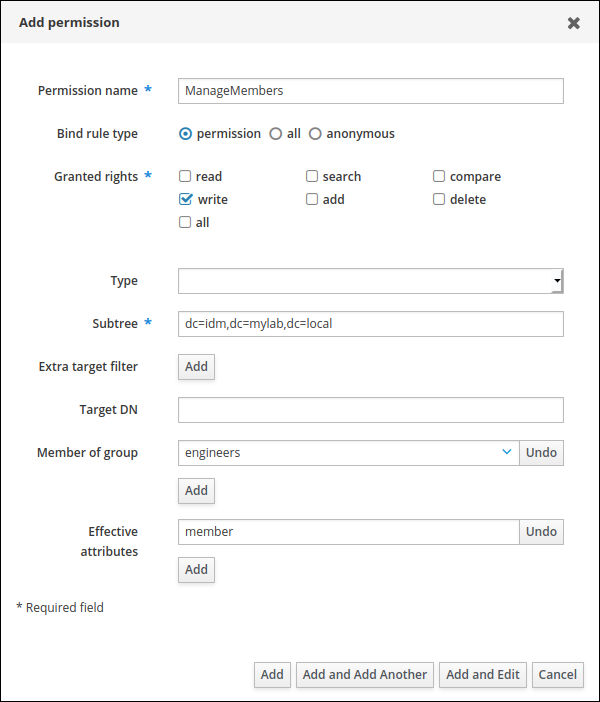 Add permission
Permission name * ManageMembers
Bind rule type permission all anonymous
Granted rights * read search compare
write add delete
all
Type
Subtree * dc=idm,dc=mylab,dc=local
Extra target filter Add
Target DN
Member of group engineers Undo
Add
Effective attributes member Undo
Add
* Required field
Add Add and Add Another Add and Edit Cancel